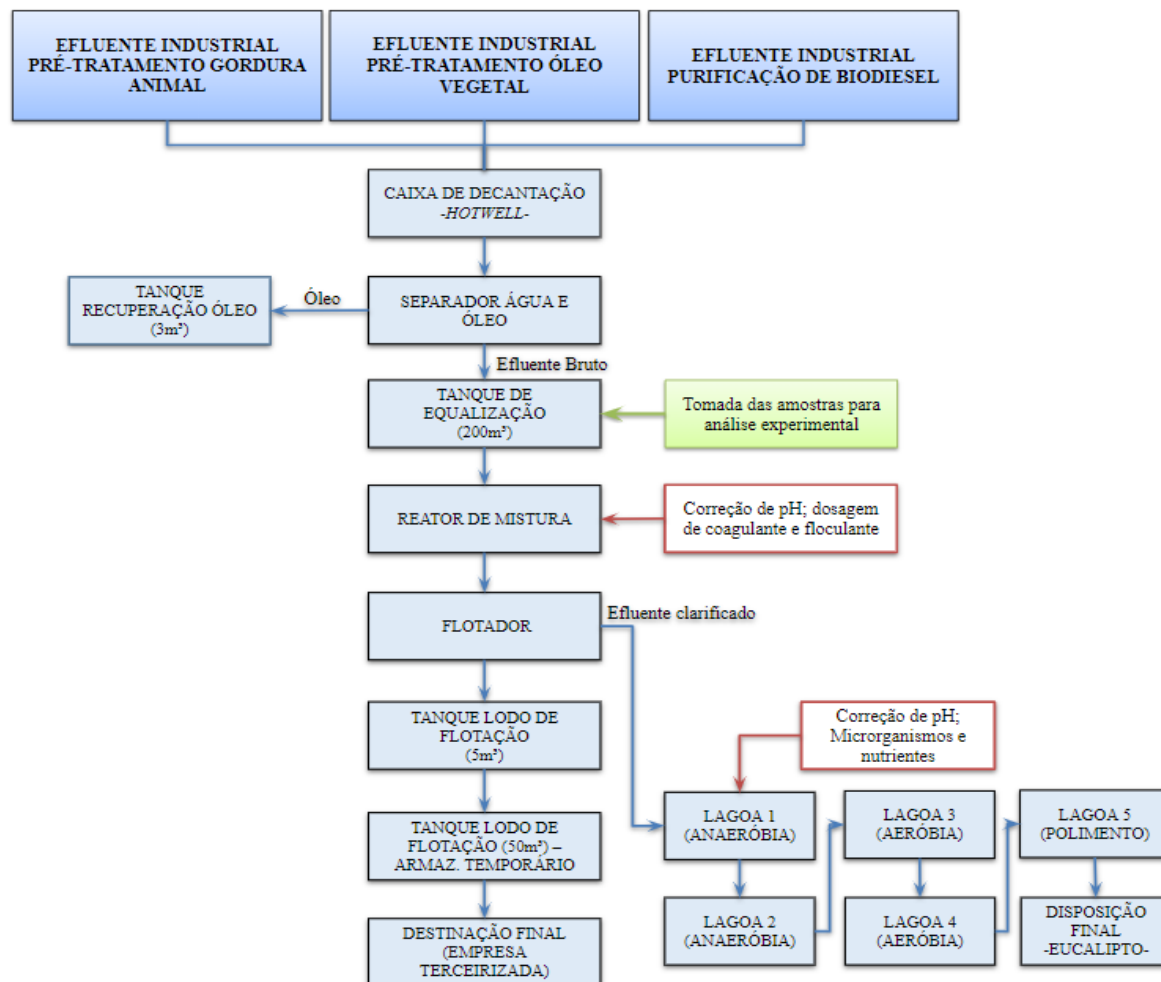 EFLUENTE INDUSTRIAL
PRÉ-TRATAMENTO GORDURA
ANIMAL
EFLUENTE INDUSTRIAL
PRÉ-TRATAMENTO ÓLEO
VEGETAL
EFLUENTE INDUSTRIAL
PURIFICAÇÃO DE BIODIESEL
CAIXA DE DECANTAÇÃO
-HOTWELL-
TANQUE
RECUPERAÇÃO ÓLEO
(3m³)
Óleo
SEPARADOR ÁGUA E
ÓLEO
Efluente Bruto
TANQUE DE
EQUALIZAÇÃO
(200m³)
Tomada das amostras para
análise experimental
REATOR DE MISTURA
Correção de pH; dosagem
de coagulante e floculante
FLOTADOR
Efluente clarificado
TANQUE LODO DE
FLOTAÇÃO
(5m³)
Correção de pH;
Microrganismos e
nutrientes
TANQUE LODO DE
FLOTAÇÃO (50m³) –
ARMAZ. TEMPORÁRIO
LAGOA 1
(ANAERÓBIA)
LAGOA 3
(AERÓBIA)
LAGOA 5
(POLIMENTO)
DESTINAÇÃO FINAL
(EMPRESA
TERCEIRIZADA)
LAGOA 2
(ANAERÓBIA)
LAGOA 4
(AERÓBIA)
DISPOSIÇÃO
FINAL
-EUCALIPTO-